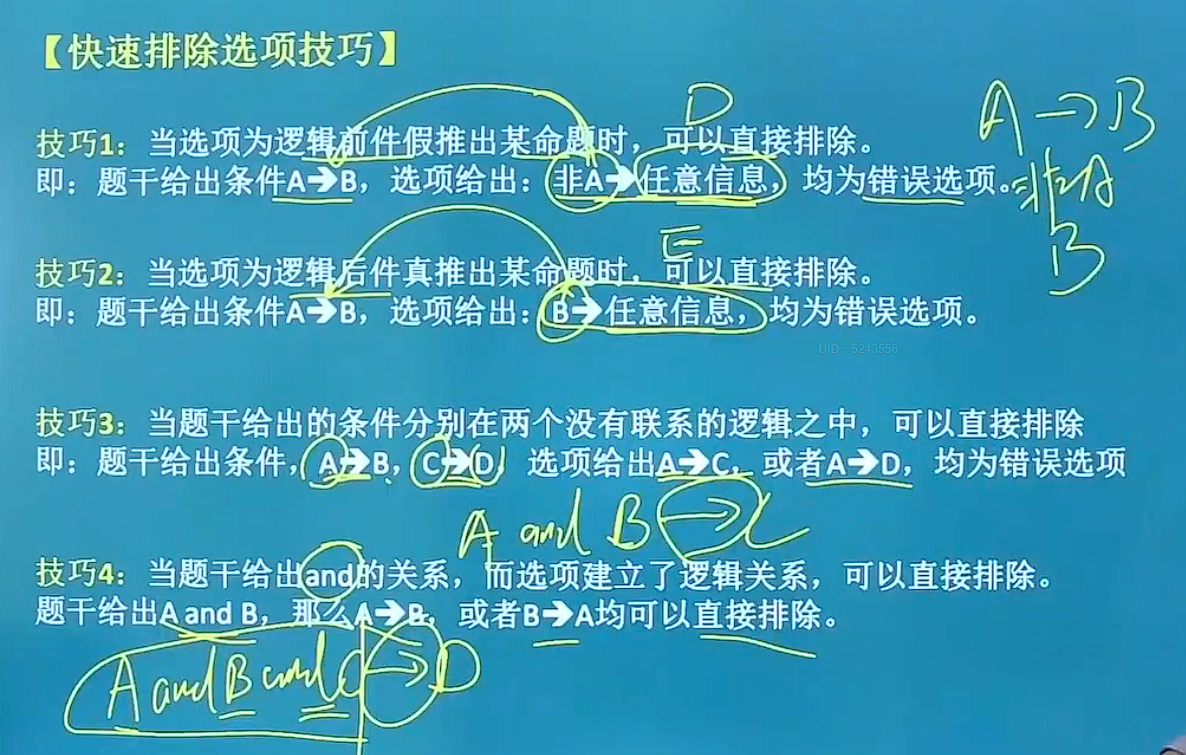 【快速排除选项技巧】
D
A→B
技巧1：当选项为逻辑前件假推出某命题时，可以直接排除。
即：题干给出条件A➔B，选项给出：非A➔任意信息，均为错误选项。
非A
B
E
技巧2：当选项为逻辑后件真推出某命题时，可以直接排除。
即：题干给出条件A➔B，选项给出：B➔任意信息，均为错误选项。
UID：5243556
技巧3：当题干给出的条件分别在两个没有联系的逻辑之中，可以直接排除
即：题干给出条件，A➔B，C➔D，选项给出A➔C，或者A➔D，均为错误选项
A and B → C
技巧4：当题干给出and的关系，而选项建立了逻辑关系，可以直接排除。
题干给出A and B，那么A➔B，或者B➔A均可以直接排除。
A and B and C → D